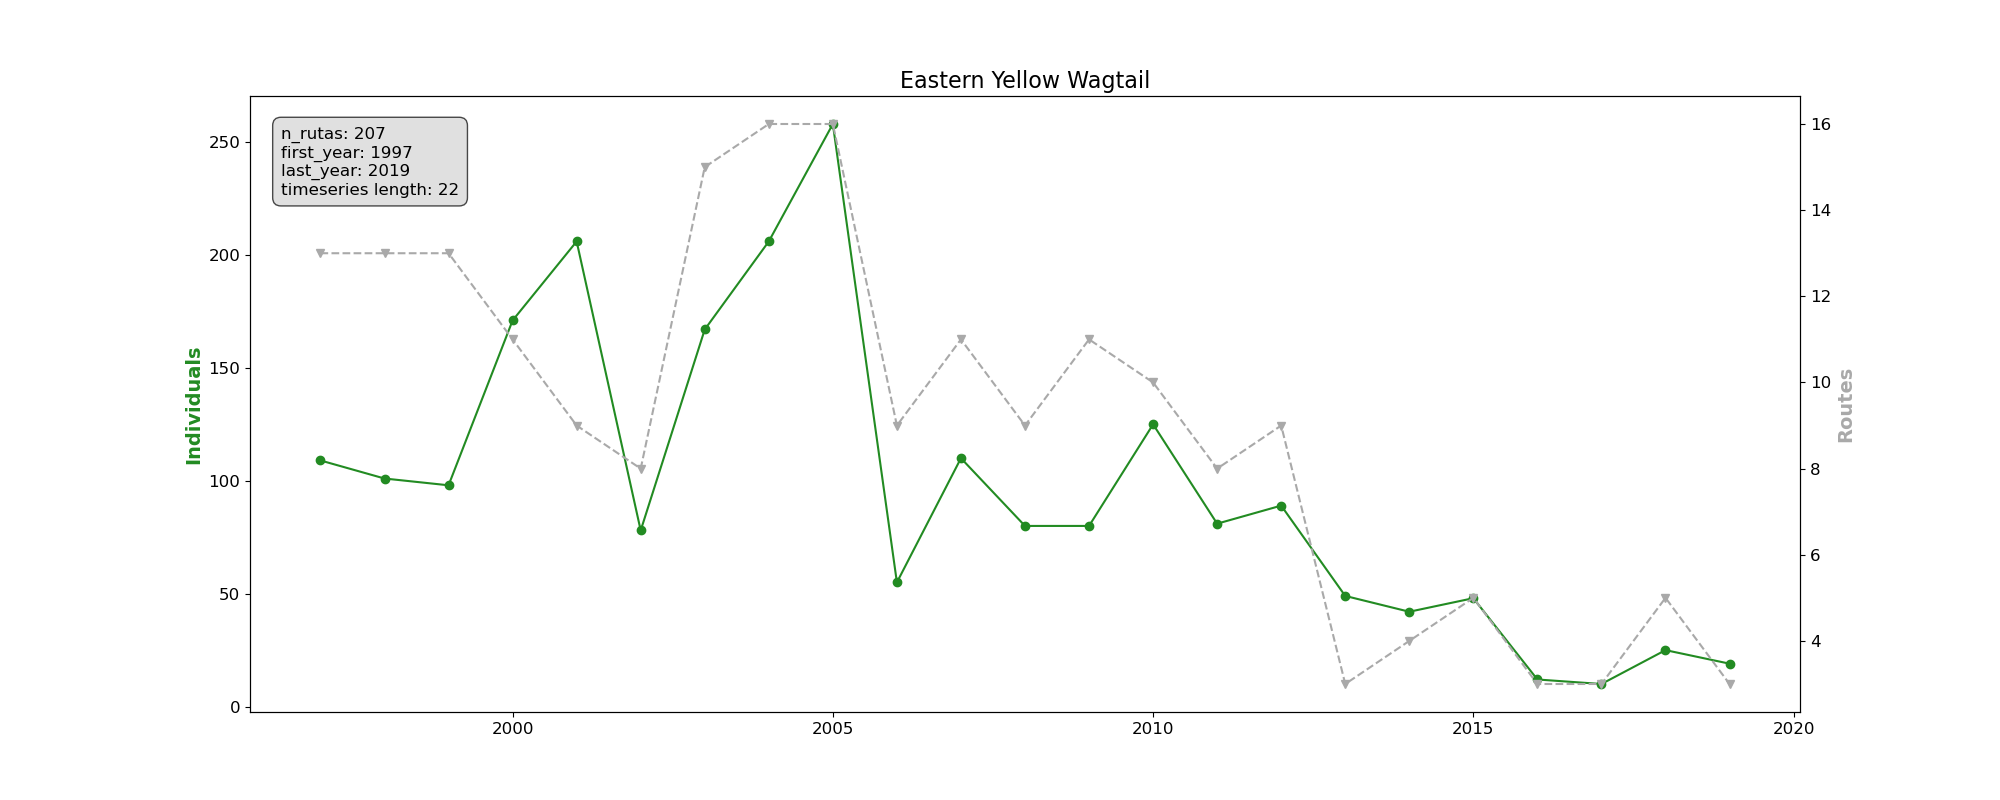 Eastern Yellow Wagtail
n_rutas: 207
first_year: 1997
last_year: 2019
timeseries length: 22
250
200
150
100
50
0
Individuals
16
14
12
10
8
6
4
Routes
2000
2005
2010
2015
2020